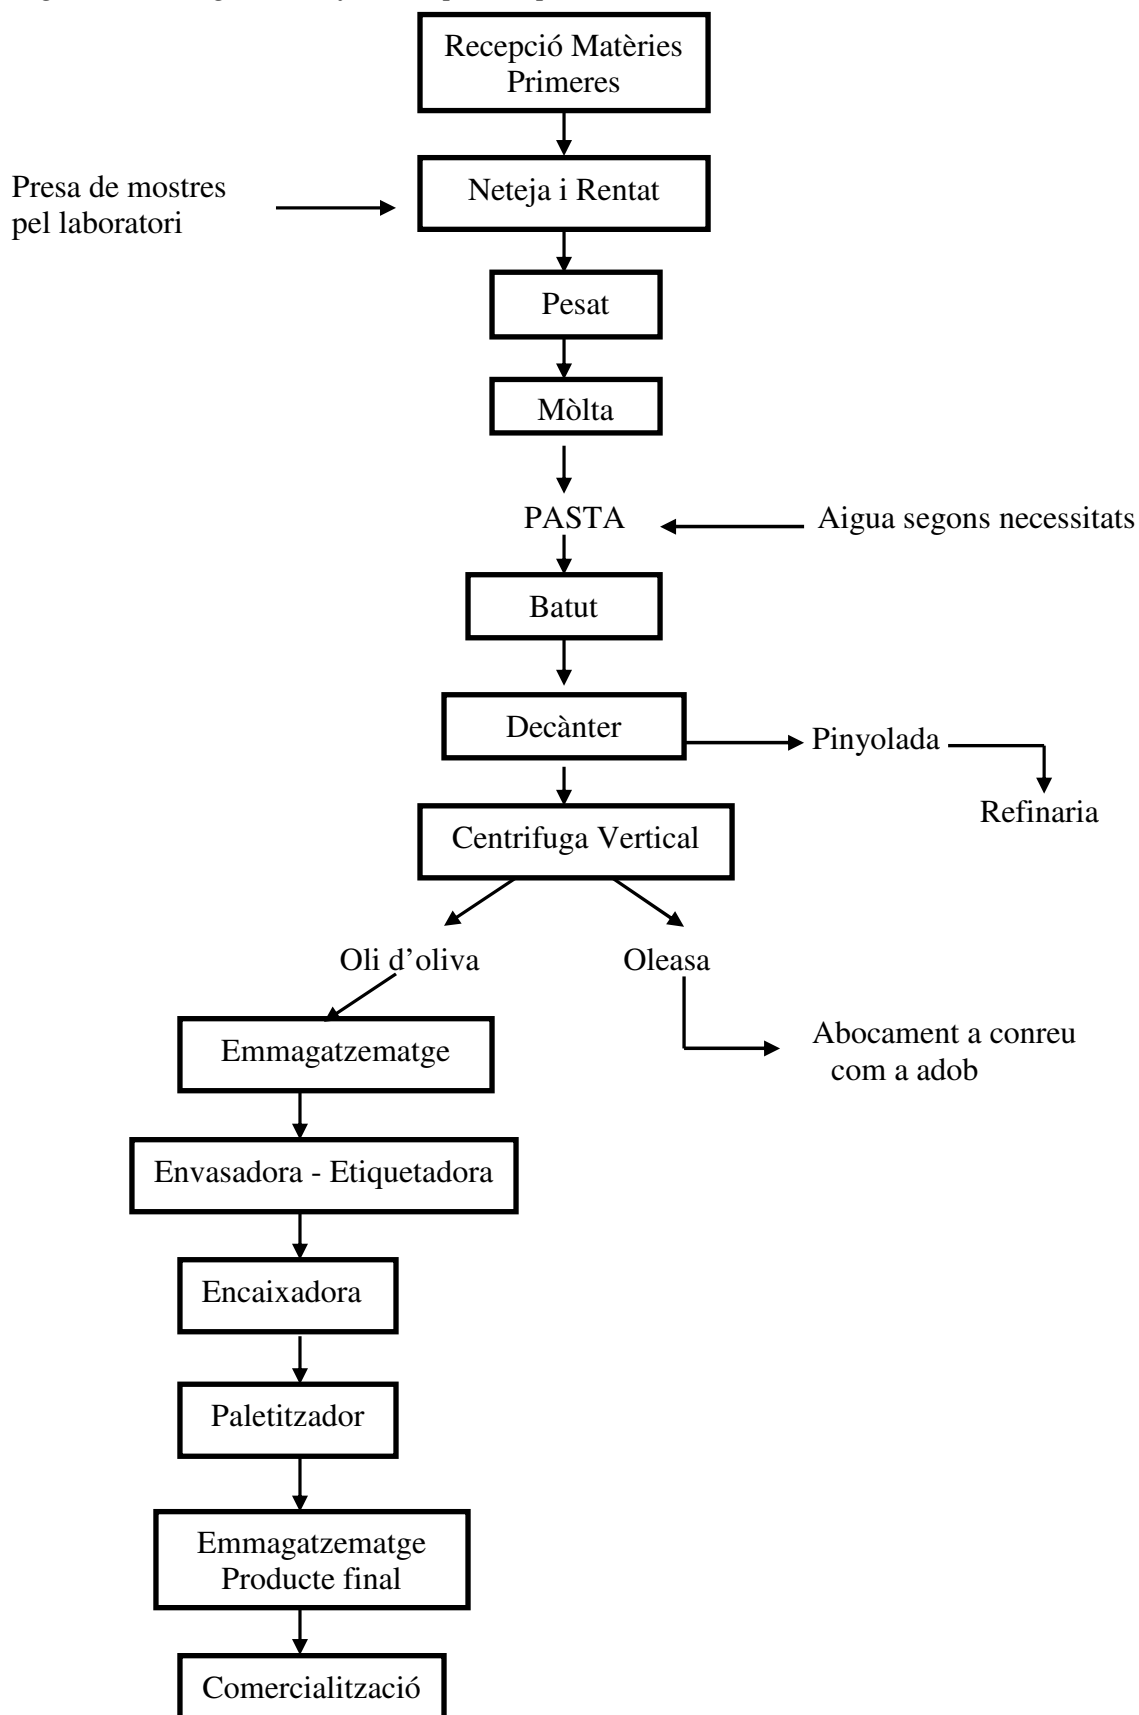 Recepció Matèries
Primeres
Presa de mostres
pel laboratori
Neteja i Rentat
Pesat
Mòlta
PASTA
Aigua segons necessitats
Batut
Decànter
Pinyolada
Refinaria
Centrifuga Vertical
Oli d’oliva
Oleasa
Emmagatzematge
Abocament a conreu
com a adob
Envasadora - Etiquetadora
Encaixadora
Paletitzador
Emmagatzematge
Producte final
Comercialització